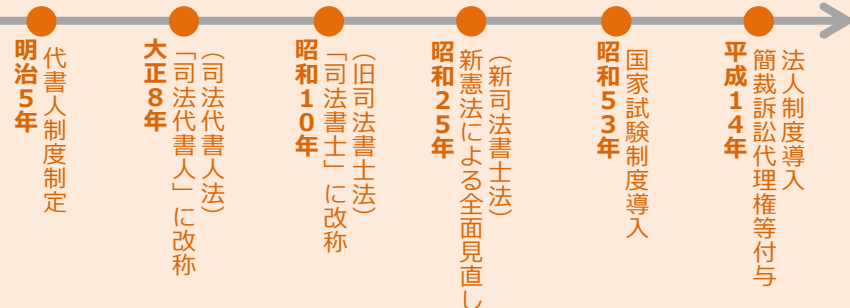 明治5年
代書人制度制定
大正8年
(司法代書人法)
「司法代書人」に改称
昭和10年
(旧司法書士法)
「司法書士」に改称
昭和25年
(新司法書士法)
新憲法による全面見直し
昭和53年
国家試験制度導入
平成14年
法人制度導入
簡裁訴訟代理権等付与